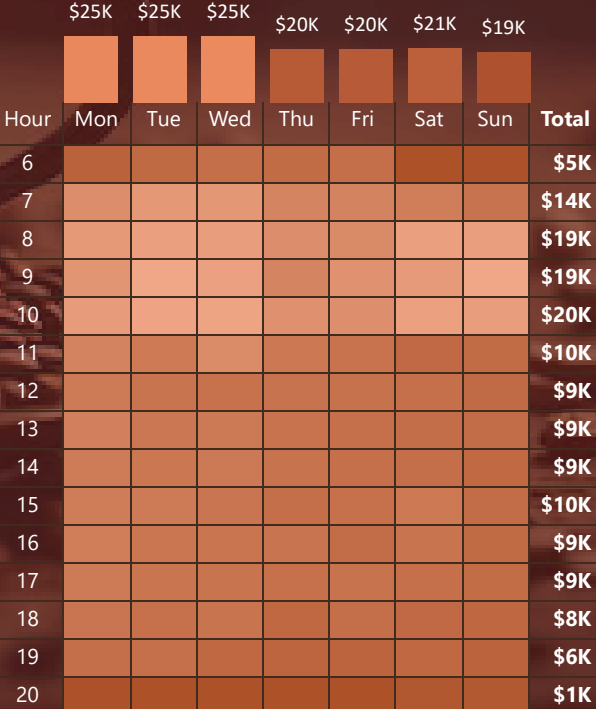 $25K $25K $25K $20K $20K $21K $19K
Hour Mon Tue Wed Thu Fri Sat Sun Total
6 $5K
7 $14K
8 $19K
9 $19K
10 $20K
11 $10K
12 $9K
13 $9K
14 $9K
15 $10K
16 $9K
17 $9K
18 $8K
19 $6K
20 $1K